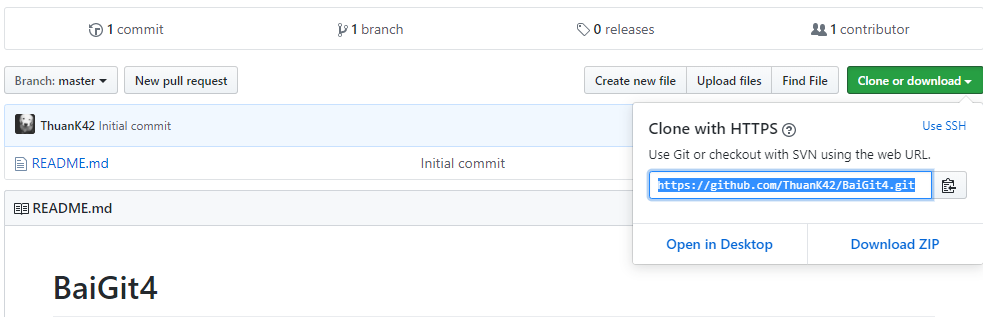 1 commit
1 branch
0 releases
1 contributor
Branch: master
New pull request
Create new file
Upload files
Find File
Clone or download
ThuanK42 Initial commit
README.md
Initial commit
README.md
BaiGit4
Clone with HTTPS
Use SSH
Use Git or checkout with SVN using the web URL.
https://github.com/ThuanK42/BaiGit4.git
Open in Desktop
Download ZIP